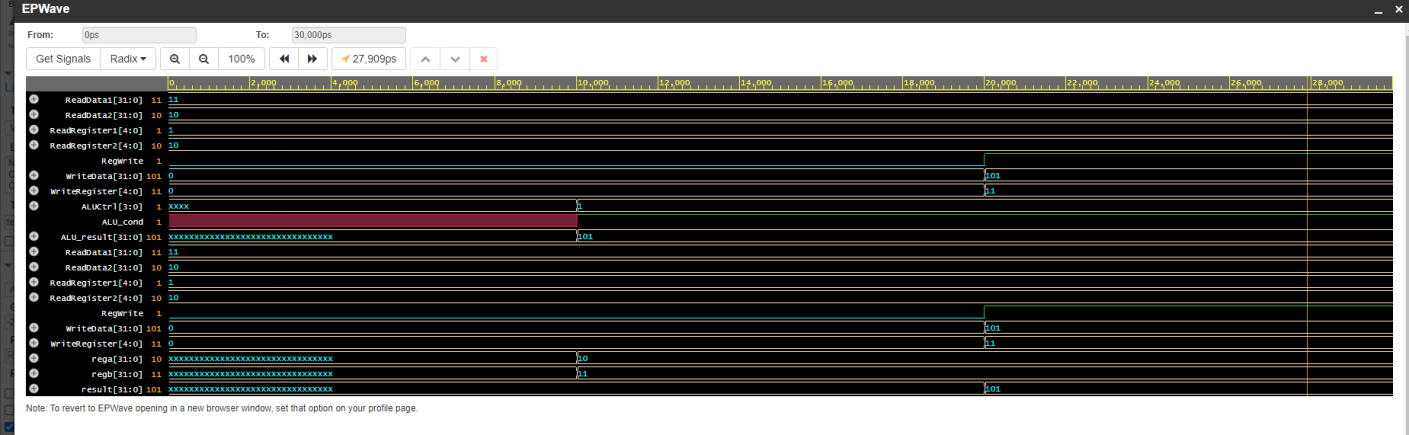 EPWave
From: 0ps To: 30,000ps
Get Signals Radix 100% 27,909ps
0 2,000 4,000 6,000 8,000 10,000 12,000 14,000 16,000 18,000 20,000 22,000 24,000 26,000 28,000
ReadData1[31:0] 11 11
ReadData2[31:0] 10 10
ReadRegister1[4:0] 1 1
ReadRegister2[4:0] 10 10
RegWrite 1
WriteData[31:0] 101 0 101
WriteRegister[4:0] 11 0 11
ALUCtrl[3:0] 1 xxxx 1
ALU_cond 1
ALU_result[31:0] 101 xxxxxxxxxxxxxxxxxxxxxxxxxxxxxxxx 101
ReadData1[31:0] 11 11
ReadData2[31:0] 10 10
ReadRegister1[4:0] 1 1
ReadRegister2[4:0] 10 10
RegWrite 1
WriteData[31:0] 101 0 101
WriteRegister[4:0] 11 0 11
rega[31:0] 10 xxxxxxxxxxxxxxxxxxxxxxxxxxxxxxxx 10
regb[31:0] 11 xxxxxxxxxxxxxxxxxxxxxxxxxxxxxxxx 11
result[31:0] 101 xxxxxxxxxxxxxxxxxxxxxxxxxxxxxxxx 101
Note: To revert to EPWave opening in a new browser window, set that option on your profile page.